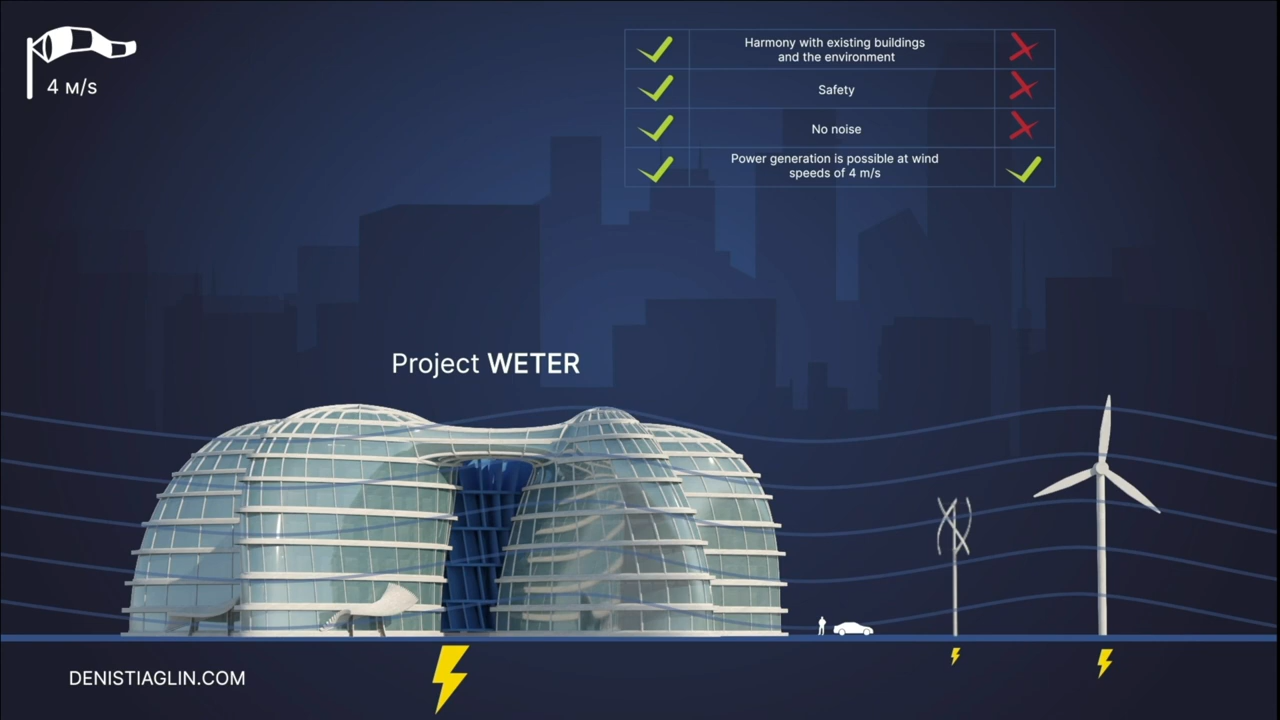 4 м/s
Harmony with existing buildings
and the environment
Safety
No noise
Power generation is possible at wind
speeds of 4 m/s
Project WETER
DENISTIAGLIN.COM